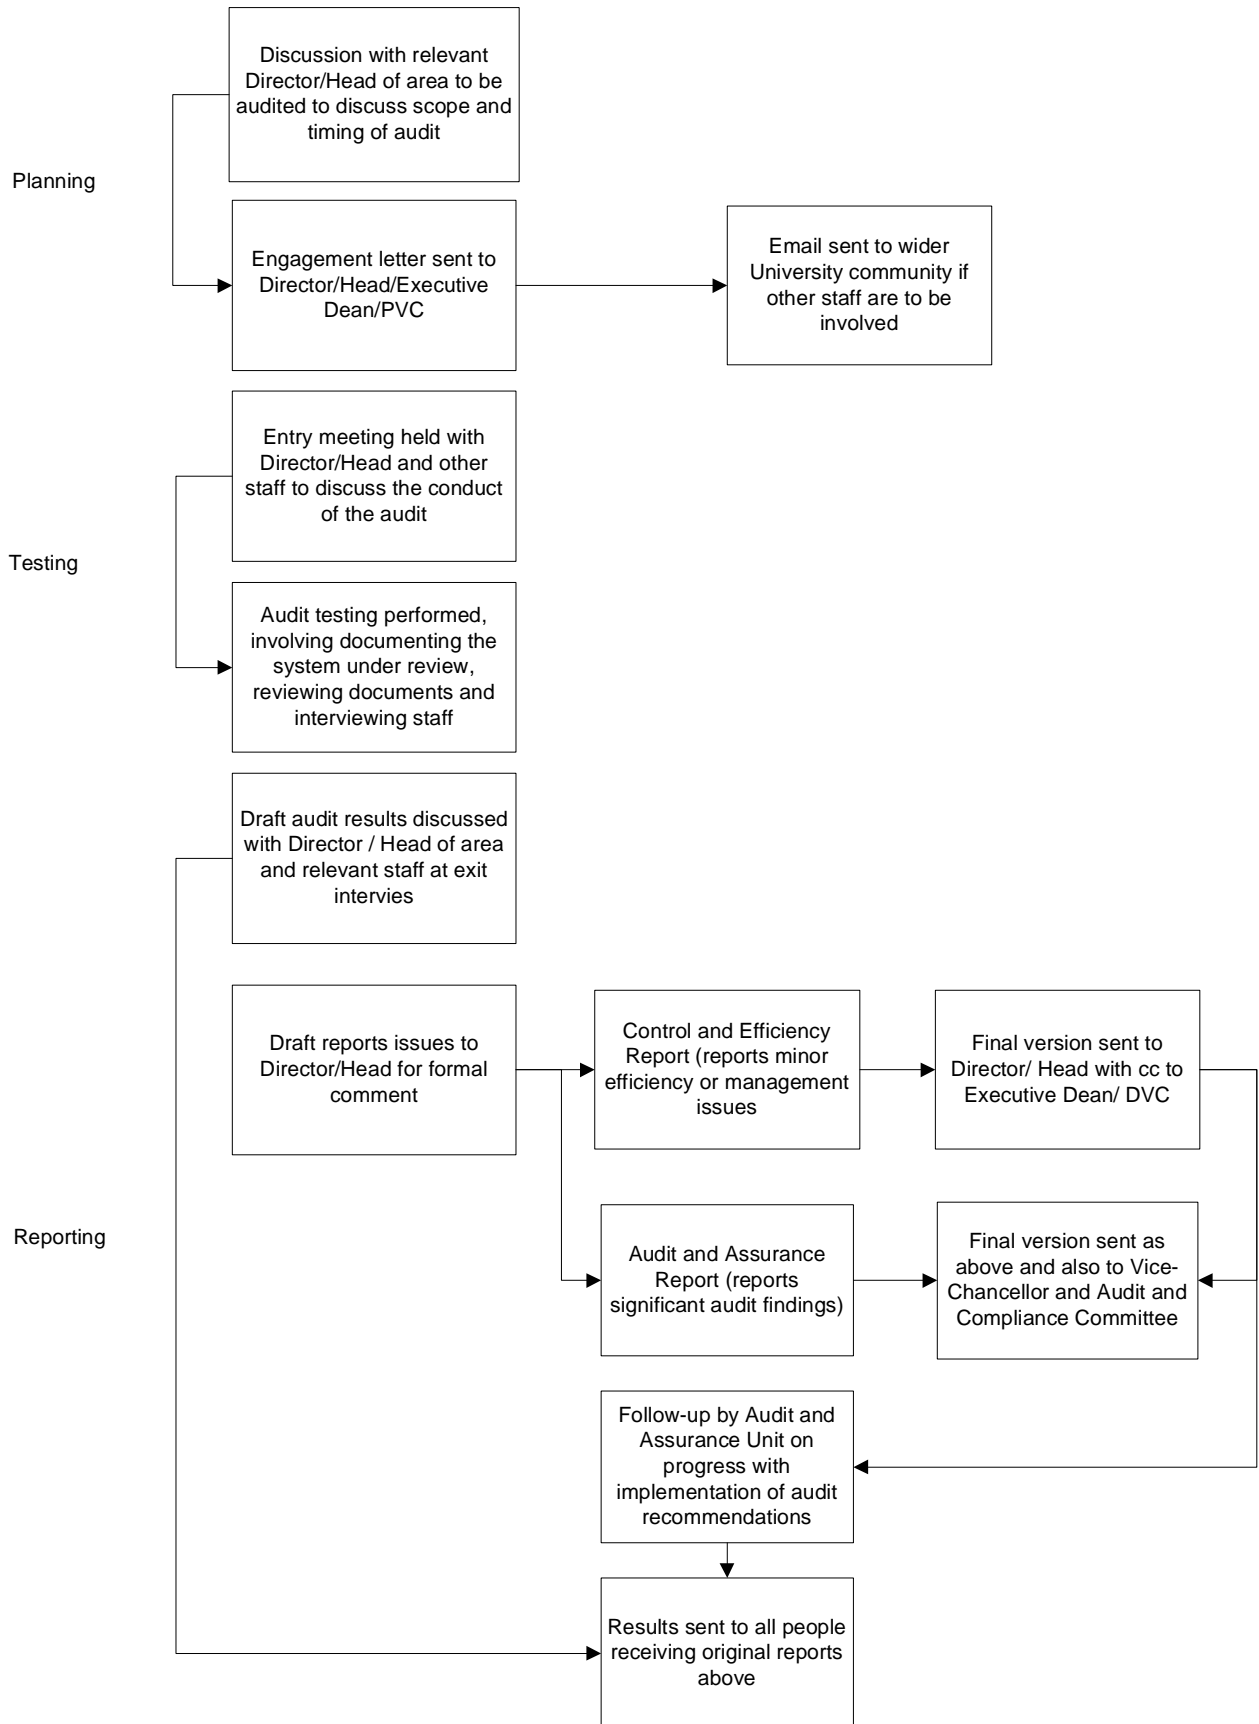 Discussion with relevant
Director/Head of area to be
audited to discuss scope and
timing of audit
Planning
Engagement letter sent to
Director/Head/Executive
Dean/PVC
Email sent to wider
University community if
other staff are to be
involved
Entry meeting held with
Director/Head and other
staff to discuss the conduct
of the audit
Testing
Audit testing performed,
involving documenting the
system under review,
reviewing documents and
interviewing staff
Draft audit results discussed
with Director / Head of area
and relevant staff at exit
intervies
Draft reports issues to
Director/Head for formal
comment
Control and Efficiency
Report (reports minor
efficiency or management
issues
Final version sent to
Director/ Head with cc to
Executive Dean/ DVC
Reporting
Audit and Assurance
Report (reports
significant audit findings)
Final version sent as
above and also to Vice-
Chancellor and Audit and
Compliance Committee
Follow-up by Audit and
Assurance Unit on
progress with
implementation of audit
recommendations
Results sent to all people
receiving original reports
above